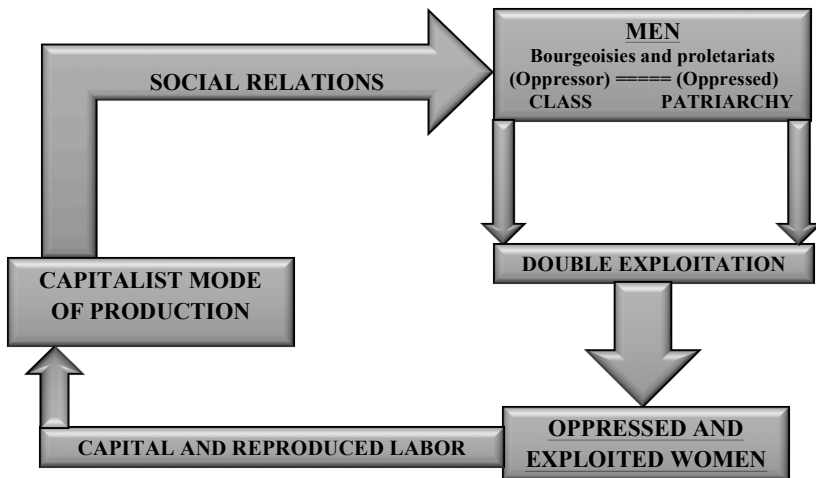 MEN
Bourgeoisies and proletariats
(Oppressor) ===== (Oppressed)
CLASS PATRIARCHY
SOCIAL RELATIONS
DOUBLE EXPLOITATION
CAPITALIST MODE
OF PRODUCTION
OPPRESSED AND
EXPLOITED WOMEN
CAPITAL AND REPRODUCED LABOR